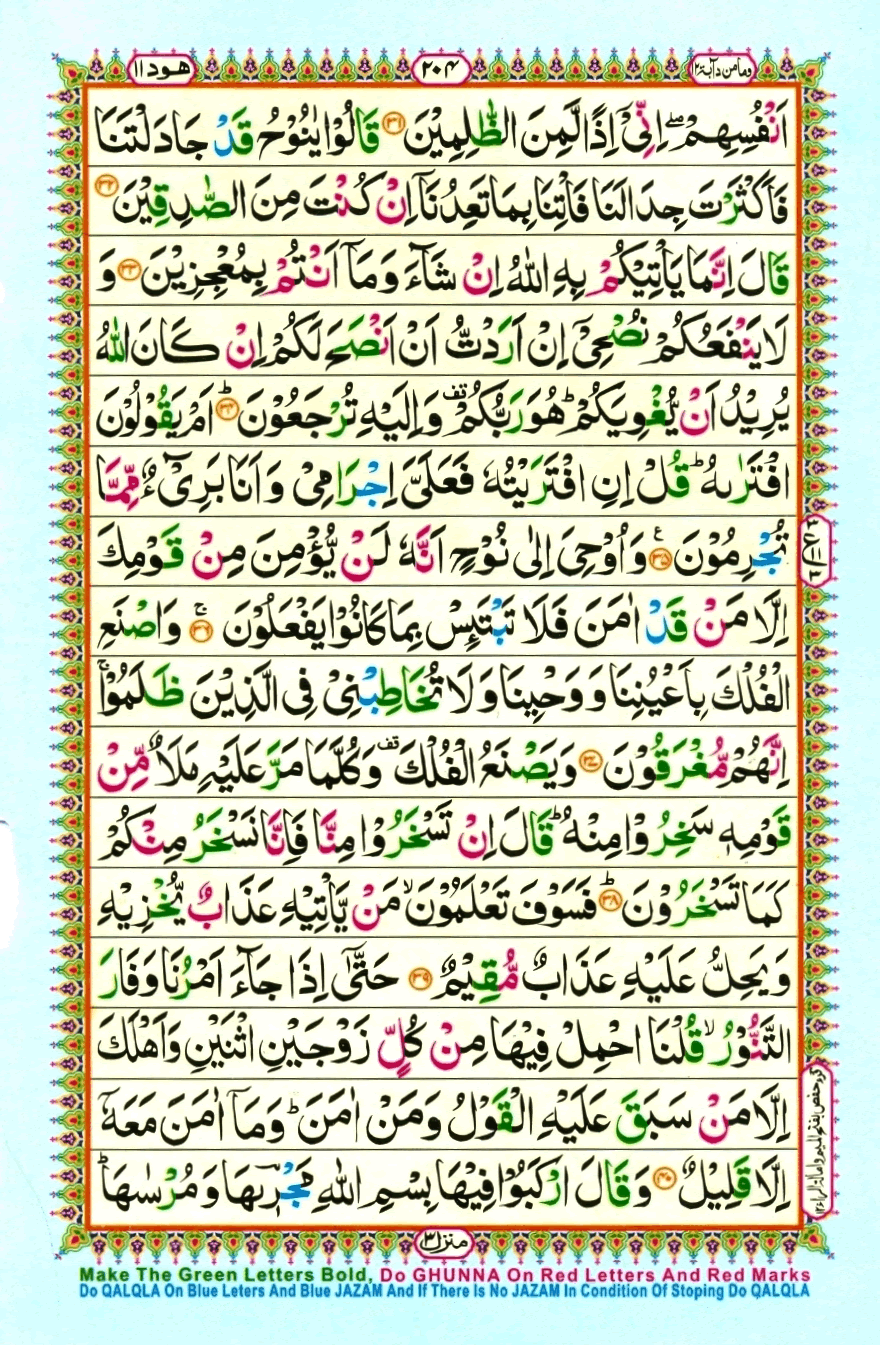 وما من دآبة ١٢
٢٠٤
هود ١١
اَنْفُسِهِمْ ۖۚ اِنِّیْۤ اِذًا لَّمِنَ الظّٰلِمِیْنَ ﴿۳۱﴾ قَالُوْا یٰنُوْحُ قَدْ جَادَلْتَنَا
فَاَكْثَرْتَ جِدَالَنَا فَاْتِنَا بِمَا تَعِدُنَاۤ اِنْ كُنْتَ مِنَ الصّٰدِقِیْنَ ﴿۳۲﴾
قَالَ اِنَّمَا یَاْتِیْكُمْ بِهِ اللّٰهُ اِنْ شَآءَ وَ مَاۤ اَنْتُمْ بِمُعْجِزِیْنَ ﴿۳۳﴾ وَ
لَا یَنْفَعُكُمْ نُصْحِیْۤ اِنْ اَرَدْتُّ اَنْ اَنْصَحَ لَكُمْ اِنْ كَانَ اللّٰهُ
یُرِیْدُ اَنْ یُّغْوِیَكُمْ ؕ هُوَ رَبُّكُمْ ۫ وَ اِلَیْهِ تُرْجَعُوْنَ ﴿۳۴﴾ؕ اَمْ یَقُوْلُوْنَ
افْتَرٰىهُ ؕ قُلْ اِنِ افْتَرَیْتُهٗ فَعَلَیَّ اِجْرَامِیْ وَ اَنَا بَرِیْٓءٌ مِّمَّا
تُجْرِمُوْنَ ﴿۳۵﴾ ع وَ اُوْحِیَ اِلٰی نُوْحٍ اَنَّهٗ لَنْ یُّؤْمِنَ مِنْ قَوْمِكَ
اِلَّا مَنْ قَدْ اٰمَنَ فَلَا تَبْتَىِٕسْ بِمَا كَانُوْا یَفْعَلُوْنَ ﴿۳۶﴾ۚ وَ اصْنَعِ
الْفُلْكَ بِاَعْیُنِنَا وَ وَحْیِنَا وَ لَا تُخَاطِبْنِیْ فِی الَّذِیْنَ ظَلَمُوْا ۚ
اِنَّهُمْ مُّغْرَقُوْنَ ﴿۳۷﴾ وَ یَصْنَعُ الْفُلْكَ ۫ وَ كُلَّمَا مَرَّ عَلَیْهِ مَلَاٌ مِّنْ
قَوْمِهٖ سَخِرُوْا مِنْهُ ؕ قَالَ اِنْ تَسْخَرُوْا مِنَّا فَاِنَّا نَسْخَرُ مِنْكُمْ
كَمَا تَسْخَرُوْنَ ﴿۳۸﴾ؕ فَسَوْفَ تَعْلَمُوْنَ ۙ مَنْ یَّاْتِیْهِ عَذَابٌ یُّخْزِیْهِ
وَ یَحِلُّ عَلَیْهِ عَذَابٌ مُّقِیْمٌ ﴿۳۹﴾ حَتّٰۤی اِذَا جَآءَ اَمْرُنَا وَ فَارَ
التَّنُّوْرُ ۙ قُلْنَا احْمِلْ فِیْهَا مِنْ كُلٍّ زَوْجَیْنِ اثْنَیْنِ وَ اَهْلَكَ
اِلَّا مَنْ سَبَقَ عَلَیْهِ الْقَوْلُ وَ مَنْ اٰمَنَ ؕ وَ مَاۤ اٰمَنَ مَعَهٗۤ
اِلَّا قَلِیْلٌ ﴿۴۰﴾ وَ قَالَ ارْكَبُوْا فِیْهَا بِسْمِ اللّٰهِ مَجْرٖىهَا وَ مُرْسٰىهَا ؕ
منزل ٣
Make The Green Letters Bold, Do GHUNNA On Red Letters And Red Marks
Do QALQLA On Blue Leters And Blue JAZAM And If There Is No JAZAM In Condition Of Stoping Do QALQLA